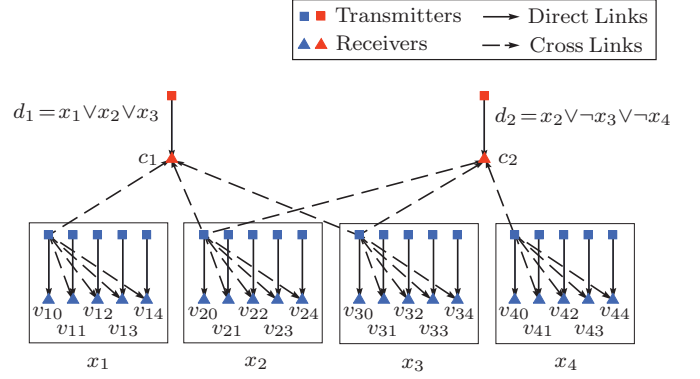 Transmitters
Direct Links
Receivers
Cross Links
d₁=x₁∨x₂∨x₃
d₂=x₂∨¬x₃∨¬x₄
c₁
c₂
v₁₀ v₁₂ v₁₄
v₁₁ v₁₃
v₂₀ v₂₂ v₂₄
v₂₁ v₂₃
v₃₀ v₃₂ v₃₄
v₃₁ v₃₃
v₄₀ v₄₂ v₄₄
v₄₁ v₄₃
x₁
x₂
x₃
x₄